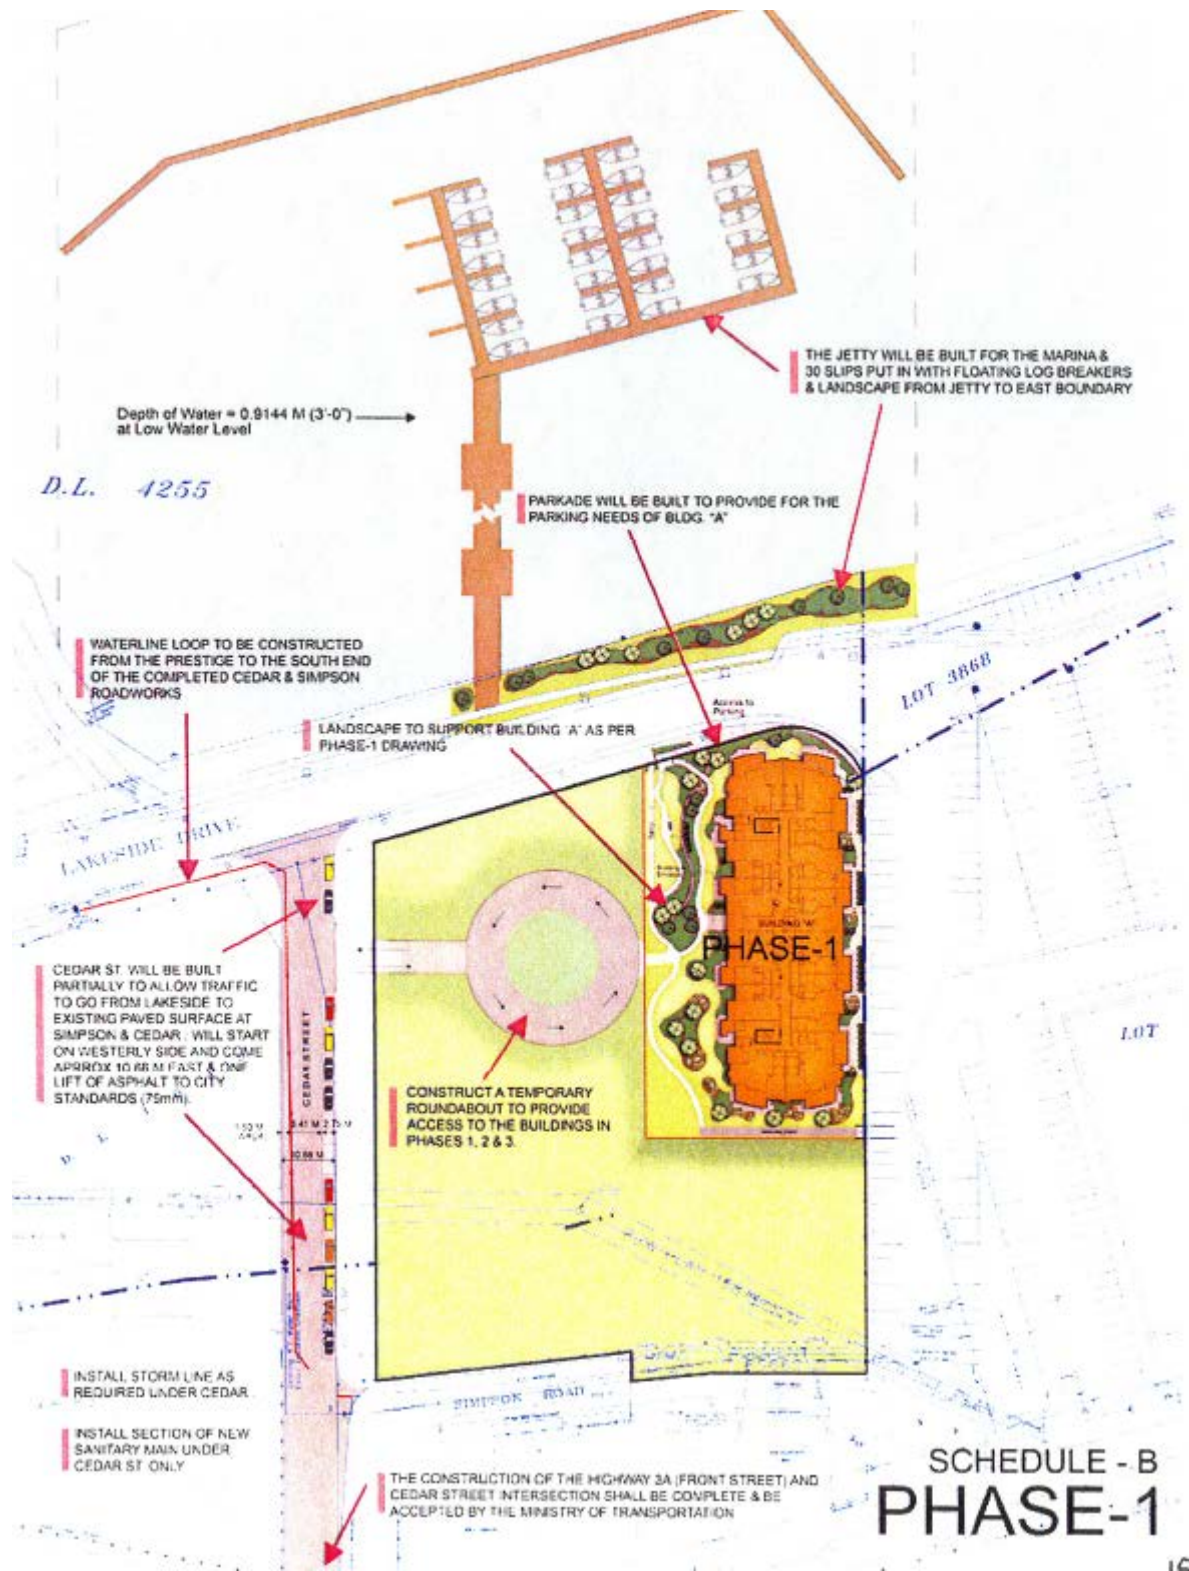 THE JETTY WILL BE BUILT FOR THE MARINA &
30 SLIPS PUT IN WITH FLOATING LOG BREAKERS
& LANDSCAPE FROM JETTY TO EAST BOUNDARY
Depth of Water = 0.9144 M (3'-0")
at Low Water Level
D.L. 4255
PARKADE WILL BE BUILT TO PROVIDE FOR THE
PARKING NEEDS OF BLDG. "A"
WATERLINE LOOP TO BE CONSTRUCTED
FROM THE PRESTIGE TO THE SOUTH END
OF THE COMPLETED CEDAR & SIMPSON
ROADWORKS
LOT 3868
Access to
Parking
LANDSCAPE TO SUPPORT BUILDING "A" AS PER
PHASE-1 DRAWING
LAKESIDE DRIVE
BUILDING "A"
PHASE-1
CEDAR ST. WILL BE BUILT
PARTIALLY TO ALLOW TRAFFIC
TO GO FROM LAKESIDE TO
EXISTING PAVED SURFACE AT
SIMPSON & CEDAR. WILL START
ON WESTERLY SIDE AND COME
APRROX 10.68 M EAST & ONE
LIFT OF ASPHALT TO CITY
STANDARDS (75mm).
CEDAR STREET
LOT
CONSTRUCT A TEMPORARY
ROUNDABOUT TO PROVIDE
ACCESS TO THE BUILDINGS IN
PHASES 1, 2 & 3.
10.68 M
INSTALL STORM LINE AS
REQUIRED UNDER CEDAR
SIMPSON ROAD
INSTALL SECTION OF NEW
SANITARY MAIN UNDER
CEDAR ST ONLY
THE CONSTRUCTION OF THE HIGHWAY 3A (FRONT STREET) AND
CEDAR STREET INTERSECTION SHALL BE COMPLETE & BE
ACCEPTED BY THE MINISTRY OF TRANSPORTATION
SCHEDULE - B
PHASE-1